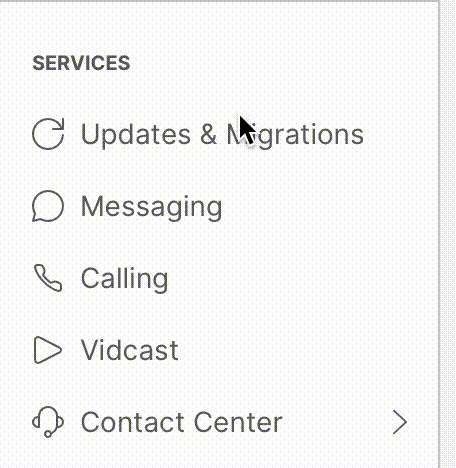 SERVICES
Updates & Migrations
Messaging
Calling
Vidcast
Contact Center